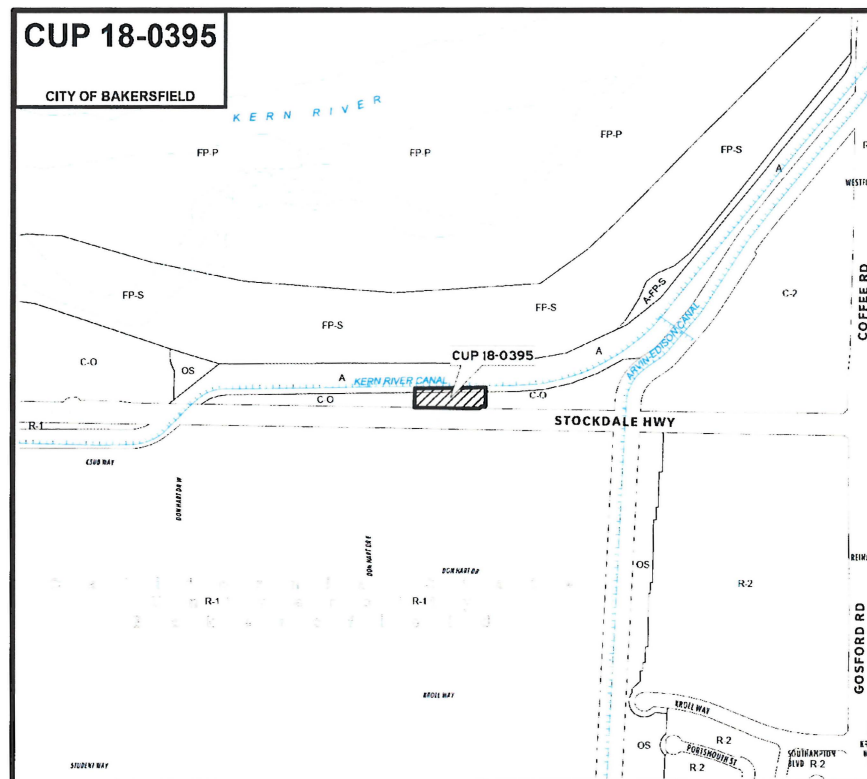 CUP 18-0395
CITY OF BAKERSFIELD
KERN RIVER
FP-P
FP-P
FP-P
FP-S
A
COFFEE RD
C-2
A-FP-S
FP-S
FP-S
FP-S
ARVIN-EDISON CANAL
CUP 18-0395
C-O
OS
A
KERN RIVER CANAL
A
C-O
C-O
STOCKDALE HWY
R-1
CSUB WAY
DON HART DR W
DON HART DR E
DON HART DR
OS
R-2
R-1
R-1
GOSFORD RD
KROLL WAY
KROLL WAY
OS
R-2
PORTSMOUTH ST
R-2
SOUTHAMPTON
BLVD R-2
STUDENT WAY